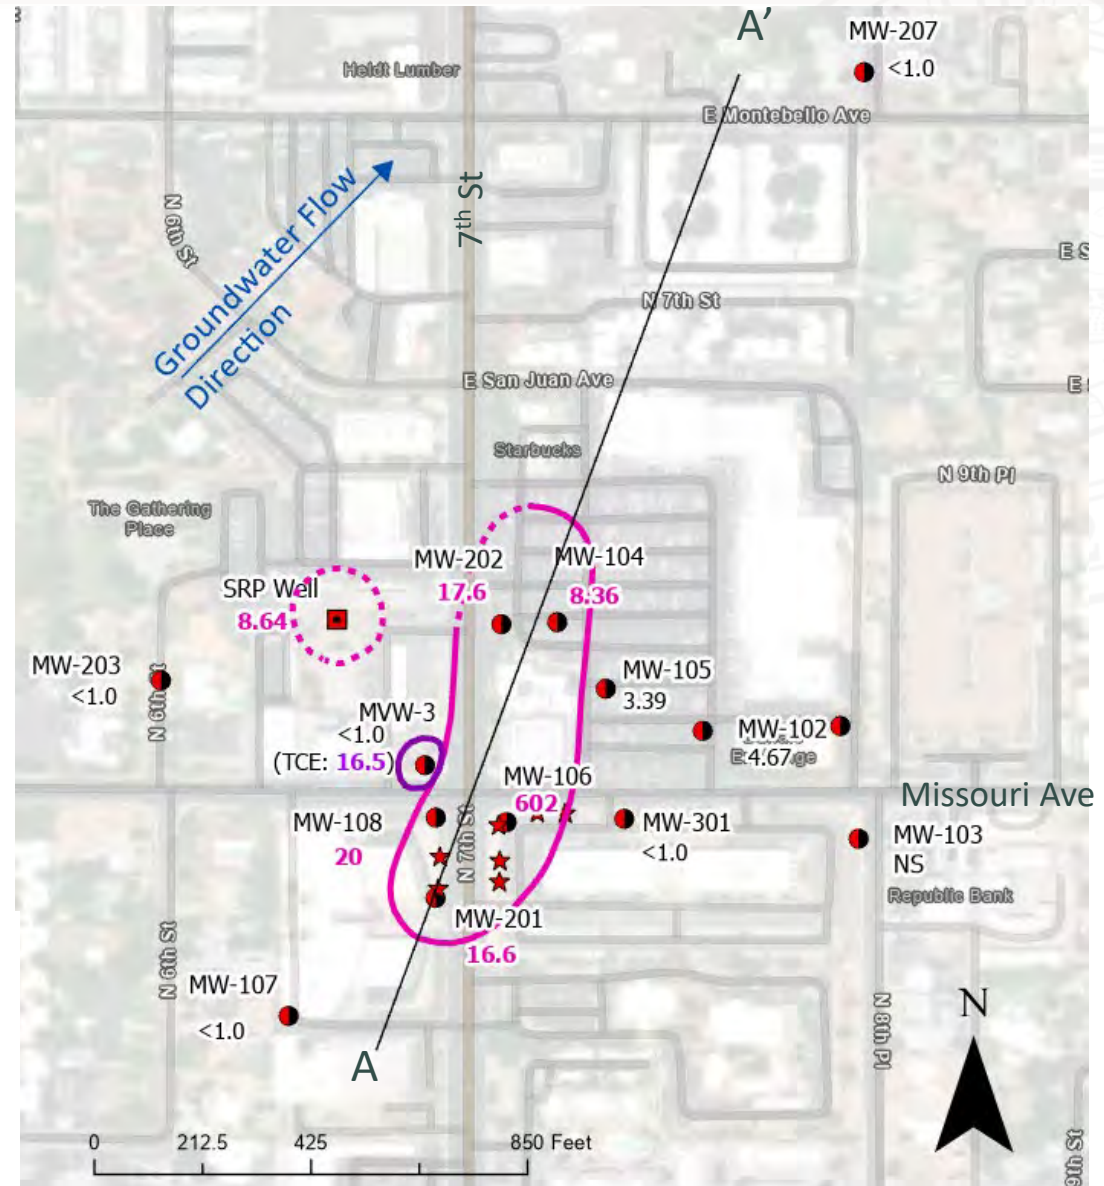 A’
MW-207
<1.0
Heldt Lumber
E Montebello Ave
7th St
N 6th St
Groundwater Flow
Direction
E S
N 7th St
E San Juan Ave
E
Starbucks
N 9th Pl
The Gathering
Place
MW-202
17.6
MW-104
8.36
SRP Well
8.64
MW-203
<1.0
N 6th St
MW-105
3.39
MVW-3
<1.0
(TCE: 16.5)
MW-102
4.67
MW-106
602
Missouri Ave
MW-108
20
N 7th St
MW-301
<1.0
MW-103
NS
Republic Bank
MW-201
16.6
N 6th St
MW-107
<1.0
N 8th Pl
N
A
0 212.5 425 850 Feet